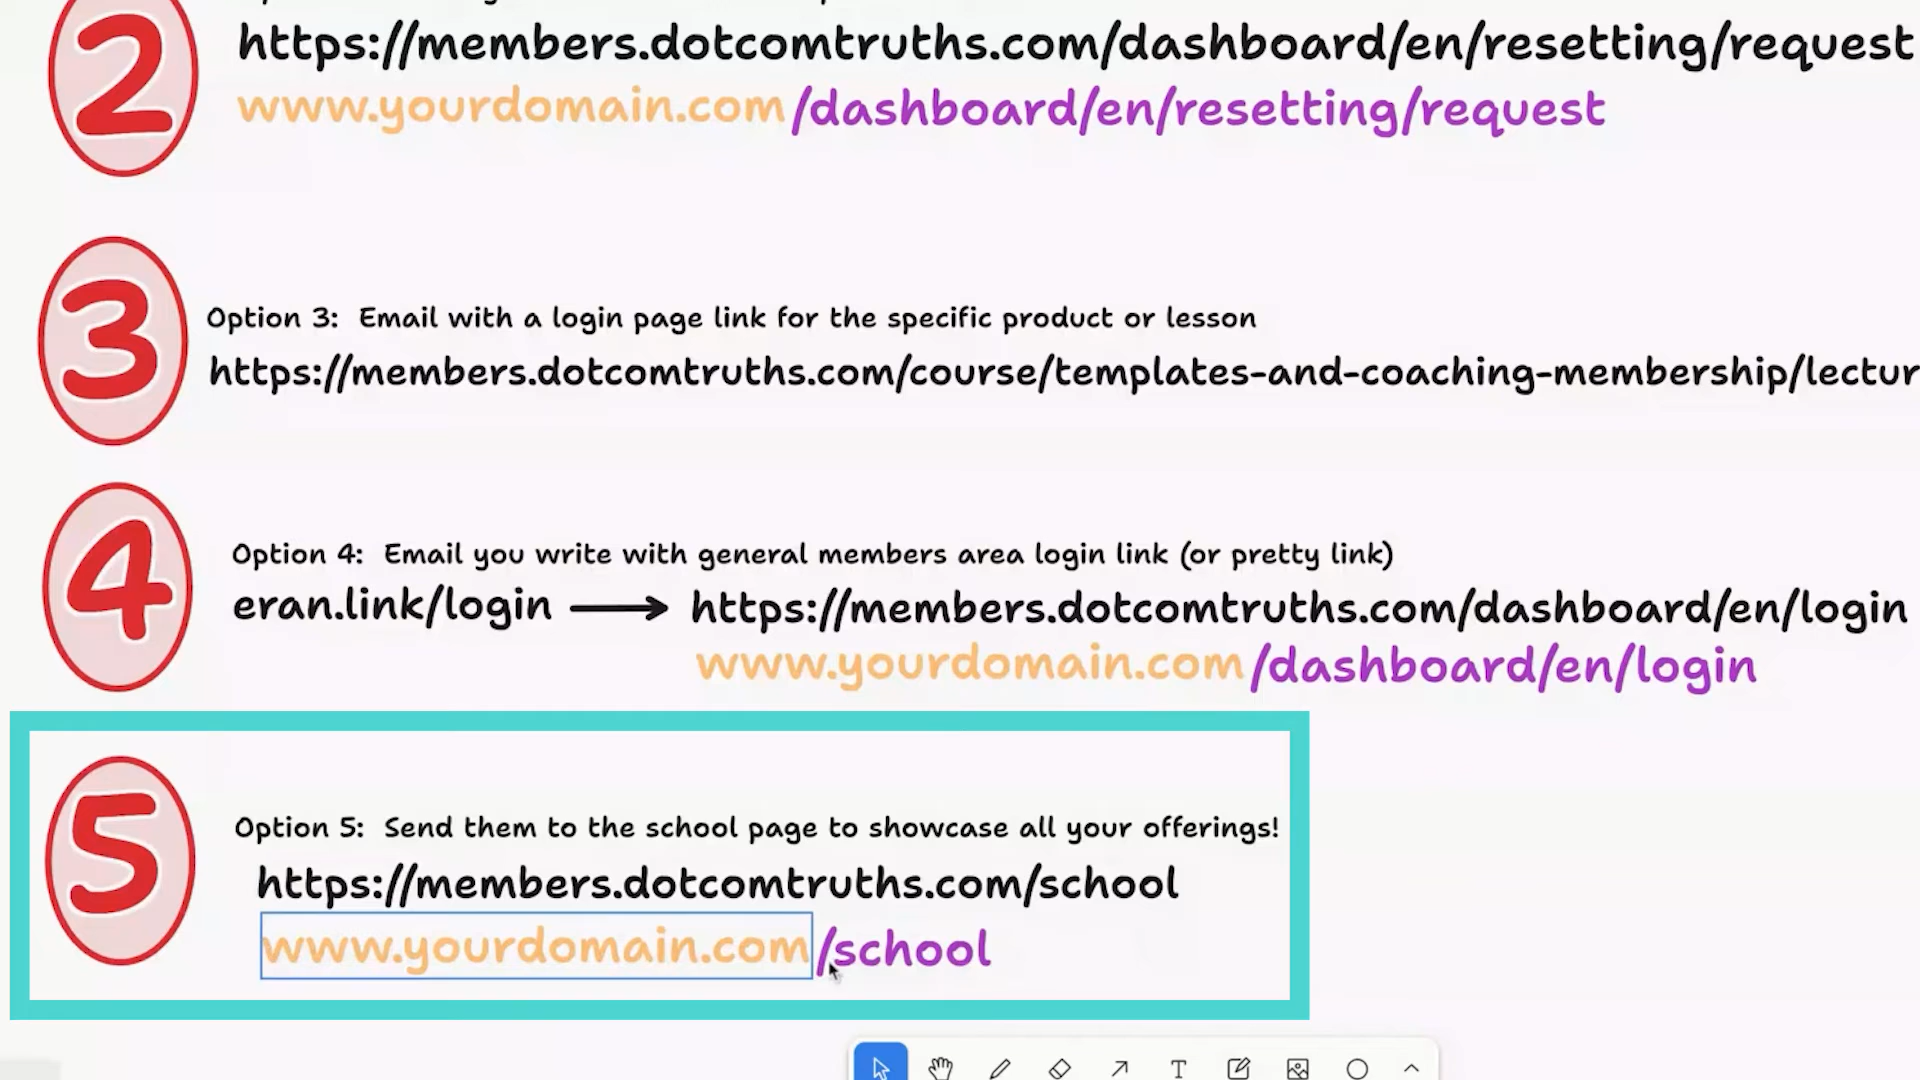 2
https://members.dotcomtruths.com/dashboard/en/resetting/request
www.yourdomain.com/dashboard/en/resetting/request
3
Option 3: Email with a login page link for the specific product or lesson
https://members.dotcomtruths.com/course/templates-and-coaching-membership/lectur
4
Option 4: Email you write with general members area login link (or pretty link)
eran.link/login → https://members.dotcomtruths.com/dashboard/en/login
www.yourdomain.com/dashboard/en/login
5
Option 5: Send them to the school page to showcase all your offerings!
https://members.dotcomtruths.com/school
www.yourdomain.com/school
T